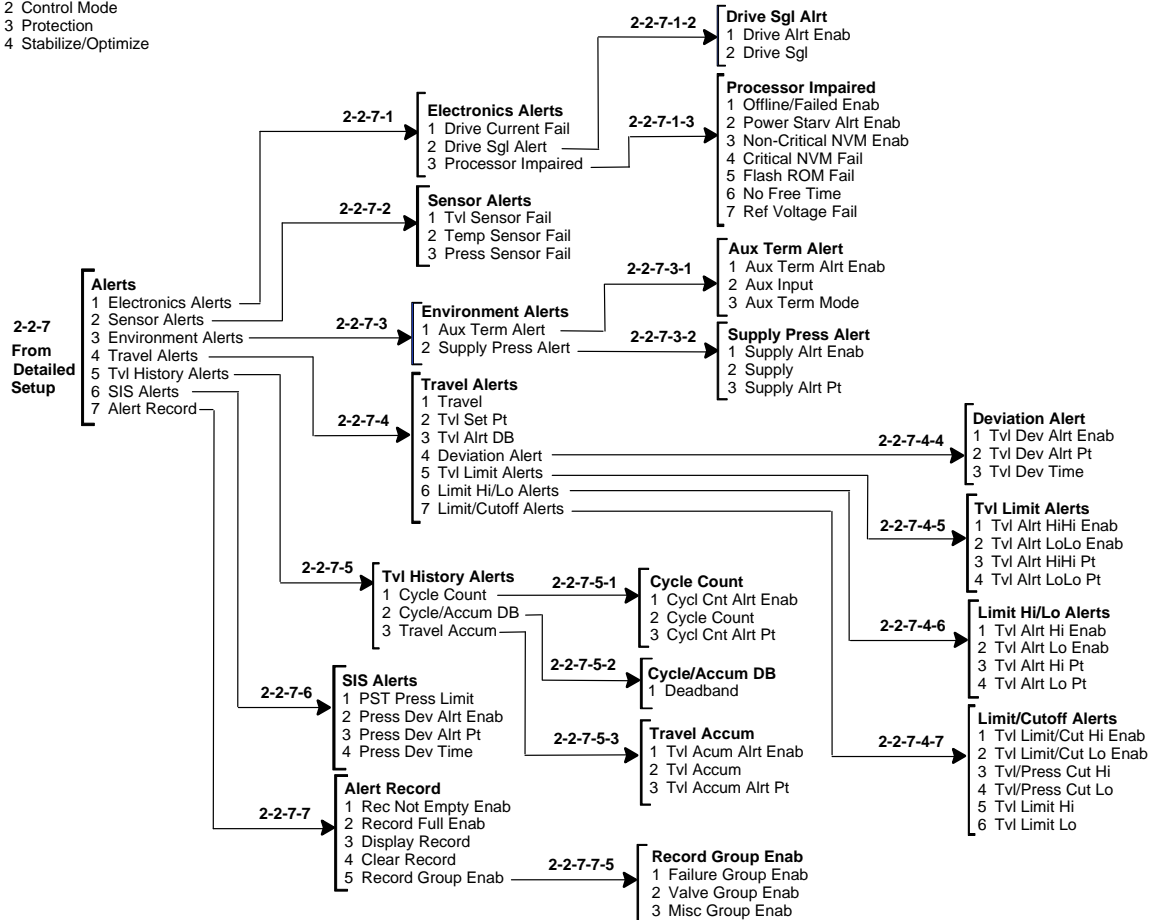 2 Control Mode
3 Protection
4 Stabilize/Optimize
2-2-7
From
Detailed
Setup
Alerts
1 Electronics Alerts
2 Sensor Alerts
3 Environment Alerts
4 Travel Alerts
5 Tvl History Alerts
6 SIS Alerts
7 Alert Record
2-2-7-1
Electronics Alerts
1 Drive Current Fail
2 Drive Sgl Alert
3 Processor Impaired
2-2-7-1-2
Drive Sgl Alrt
1 Drive Alrt Enab
2 Drive Sgl
2-2-7-1-3
Processor Impaired
1 Offline/Failed Enab
2 Power Starv Alrt Enab
3 Non-Critical NVM Enab
4 Critical NVM Fail
5 Flash ROM Fail
6 No Free Time
7 Ref Voltage Fail
2-2-7-2
Sensor Alerts
1 Tvl Sensor Fail
2 Temp Sensor Fail
3 Press Sensor Fail
2-2-7-3
Environment Alerts
1 Aux Term Alert
2 Supply Press Alert
2-2-7-3-1
Aux Term Alert
1 Aux Term Alrt Enab
2 Aux Input
3 Aux Term Mode
2-2-7-3-2
Supply Press Alert
1 Supply Alrt Enab
2 Supply
3 Supply Alrt Pt
2-2-7-4
Travel Alerts
1 Travel
2 Tvl Set Pt
3 Tvl Alrt DB
4 Deviation Alert
5 Tvl Limit Alerts
6 Limit Hi/Lo Alerts
7 Limit/Cutoff Alerts
2-2-7-4-4
Deviation Alert
1 Tvl Dev Alrt Enab
2 Tvl Dev Alrt Pt
3 Tvl Dev Time
2-2-7-4-5
Tvl Limit Alerts
1 Tvl Alrt HiHi Enab
2 Tvl Alrt LoLo Enab
3 Tvl Alrt HiHi Pt
4 Tvl Alrt LoLo Pt
2-2-7-4-6
Limit Hi/Lo Alerts
1 Tvl Alrt Hi Enab
2 Tvl Alrt Lo Enab
3 Tvl Alrt Hi Pt
4 Tvl Alrt Lo Pt
2-2-7-4-7
Limit/Cutoff Alerts
1 Tvl Limit/Cut Hi Enab
2 Tvl Limit/Cut Lo Enab
3 Tvl/Press Cut Hi
4 Tvl/Press Cut Lo
5 Tvl Limit Hi
6 Tvl Limit Lo
2-2-7-5
Tvl History Alerts
1 Cycle Count
2 Cycle/Accum DB
3 Travel Accum
2-2-7-5-1
Cycle Count
1 Cycl Cnt Alrt Enab
2 Cycle Count
3 Cycl Cnt Alrt Pt
2-2-7-5-2
Cycle/Accum DB
1 Deadband
2-2-7-5-3
Travel Accum
1 Tvl Acum Alrt Enab
2 Tvl Accum
3 Tvl Accum Alrt Pt
2-2-7-6
SIS Alerts
1 PST Press Limit
2 Press Dev Alrt Enab
3 Press Dev Alrt Pt
4 Press Dev Time
2-2-7-7
Alert Record
1 Rec Not Empty Enab
2 Record Full Enab
3 Display Record
4 Clear Record
5 Record Group Enab
2-2-7-7-5
Record Group Enab
1 Failure Group Enab
2 Valve Group Enab
3 Misc Group Enab